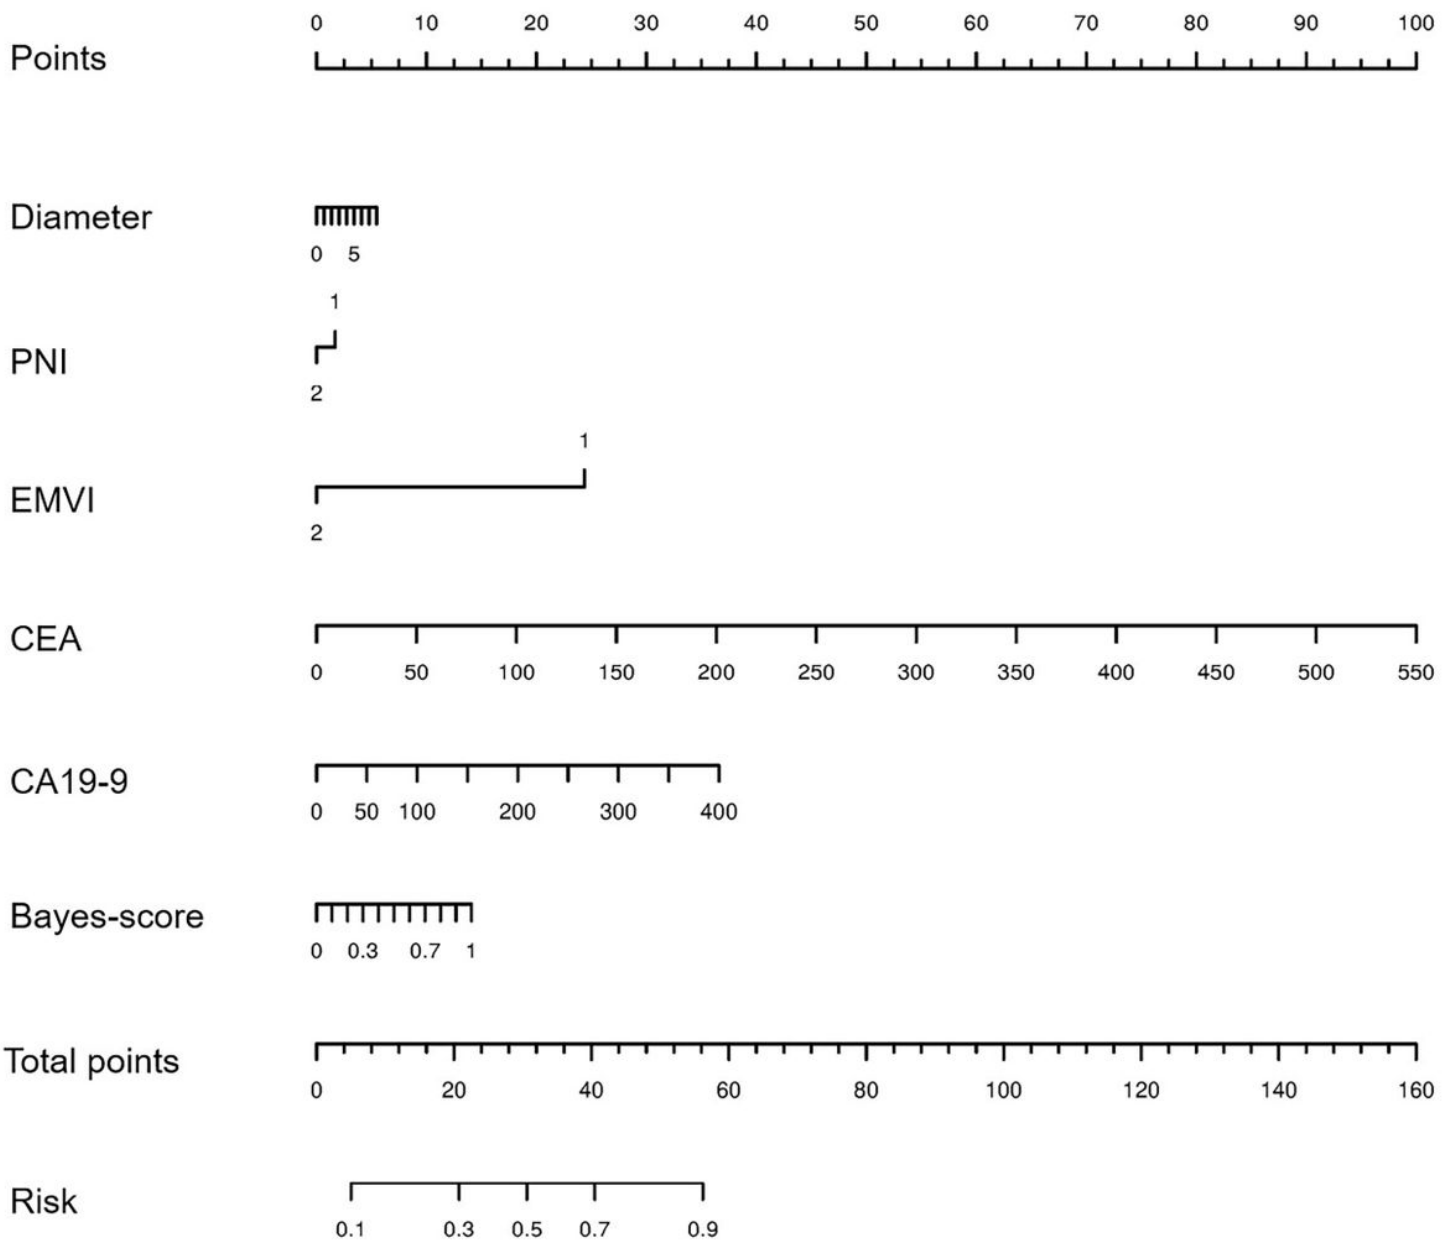 0 10 20 30 40 50 60 70 80 90 100
Points
Diameter
0 5
1
PNI
2
1
EMVI
2
CEA
0 50 100 150 200 250 300 350 400 450 500 550
CA19-9
0 50 100 200 300 400
Bayes-score
0 0.3 0.7 1
Total points
0 20 40 60 80 100 120 140 160
Risk
0.1 0.3 0.5 0.7 0.9